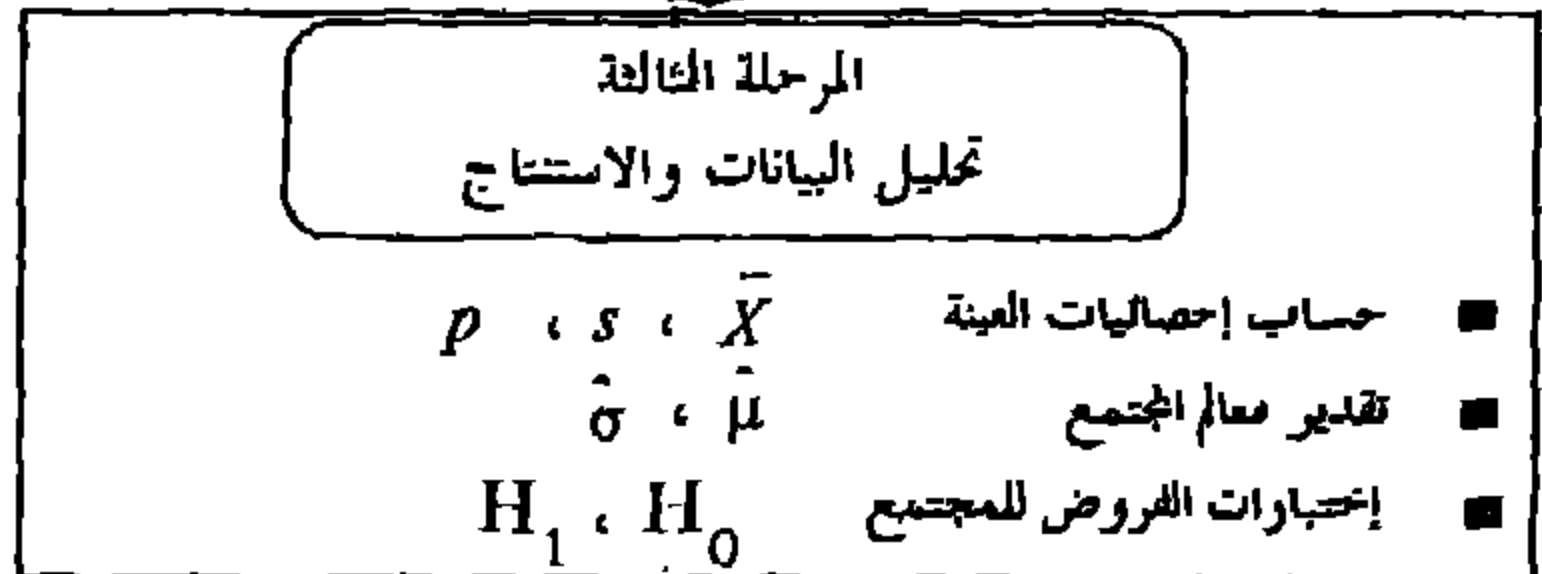 المرحلة الثالثة
تحليل البيانات والاستنتاج
■ حساب إحصاليات العينة X̄ ، s ، p
■ تقدير معالم المجتمع μ̂ ، σ̂
■ إختبارات الفروض للمجتمع H₀ ، H₁